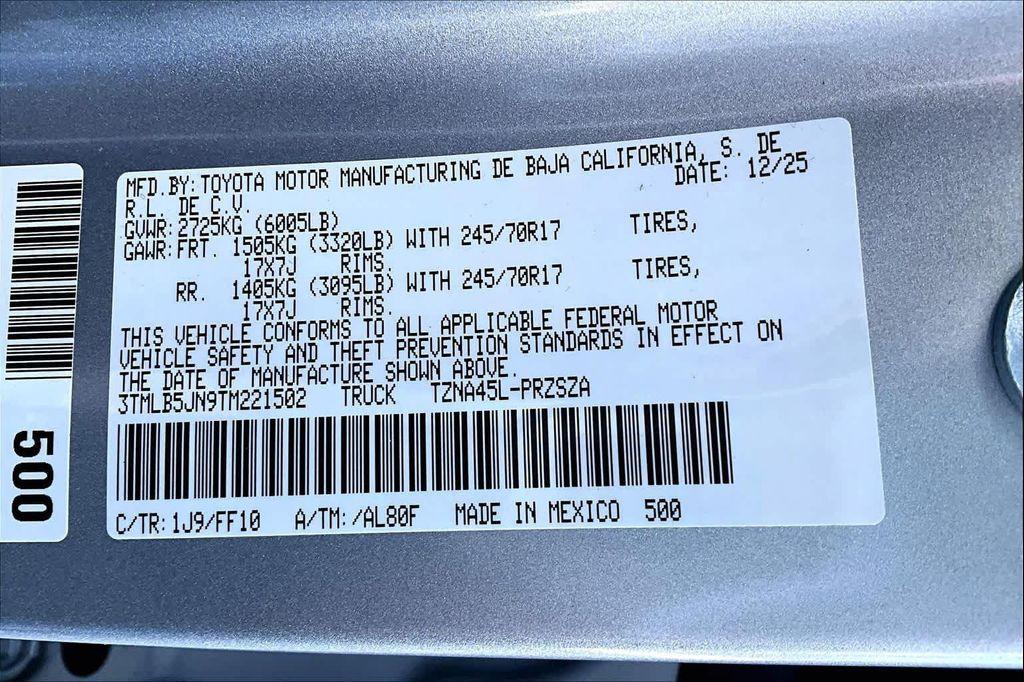 MFD.BY: TOYOTA MOTOR MANUFACTURING DE BAJA CALIFORNIA, S. DE
R.L. DE C.V. DATE: 12/25
GVWR: 2725KG (6005LB)
GAWR: FRT. 1505KG (3320LB) WITH 245/70R17 TIRES,
17X7J RIMS.
RR. 1405KG (3095LB) WITH 245/70R17 TIRES,
17X7J RIMS.
THIS VEHICLE CONFORMS TO ALL APPLICABLE FEDERAL MOTOR
VEHICLE SAFETY AND THEFT PREVENTION STANDARDS IN EFFECT ON
THE DATE OF MANUFACTURE SHOWN ABOVE.
3TMLB5JN9TM221502 TRUCK TZNA45L-PRZSZA
C/TR: 1J9/FF10 A/TM: /AL80F MADE IN MEXICO 500
500